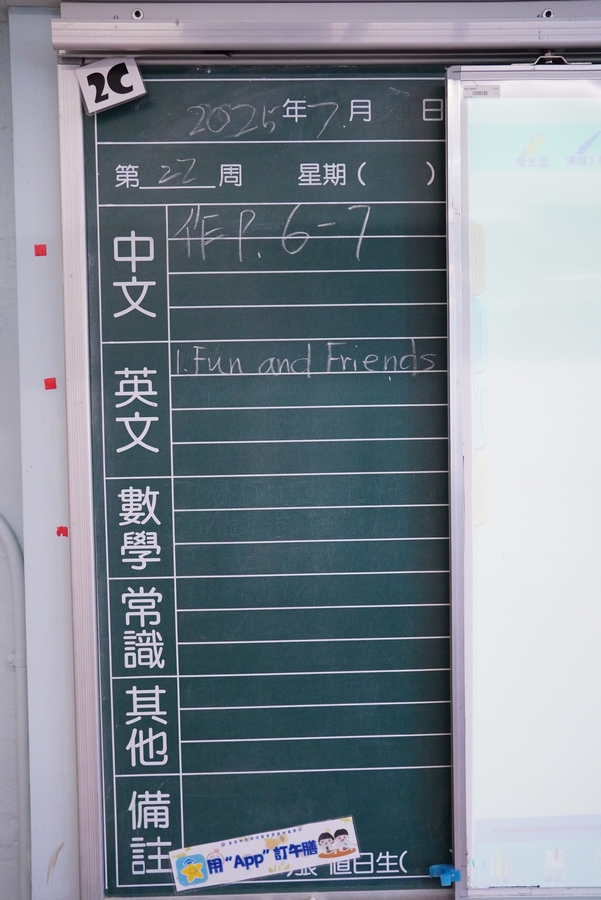 2C
2025年7月 日
第22周 星期( )
中文 作P.6-7
英文 1.Fun and Friends
數學
常識
其他
備註
用“App”訂午膳
值日生(